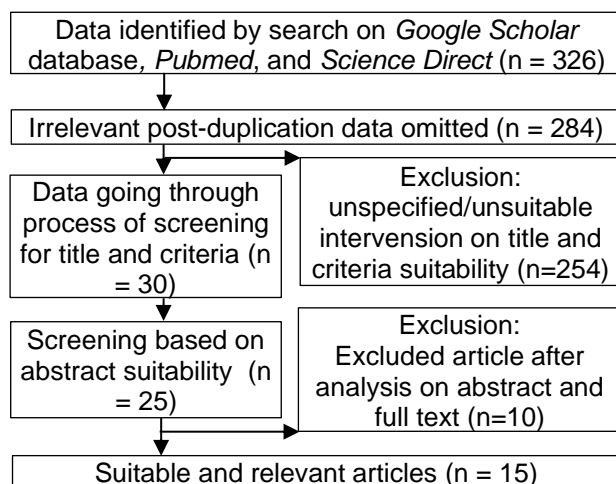 Data identified by search on Google Scholar
database, Pubmed, and Science Direct (n = 326)
Irrelevant post-duplication data omitted (n = 284)
Exclusion:
unspecified/unsuitable
intervension on title and
criteria suitability (n=254)
Data going through
process of screening
for title and criteria (n
= 30)
Screening based on
abstract suitability (n
= 25)
Exclusion:
Excluded article after
analysis on abstract and
full text (n=10)
Suitable and relevant articles (n = 15)